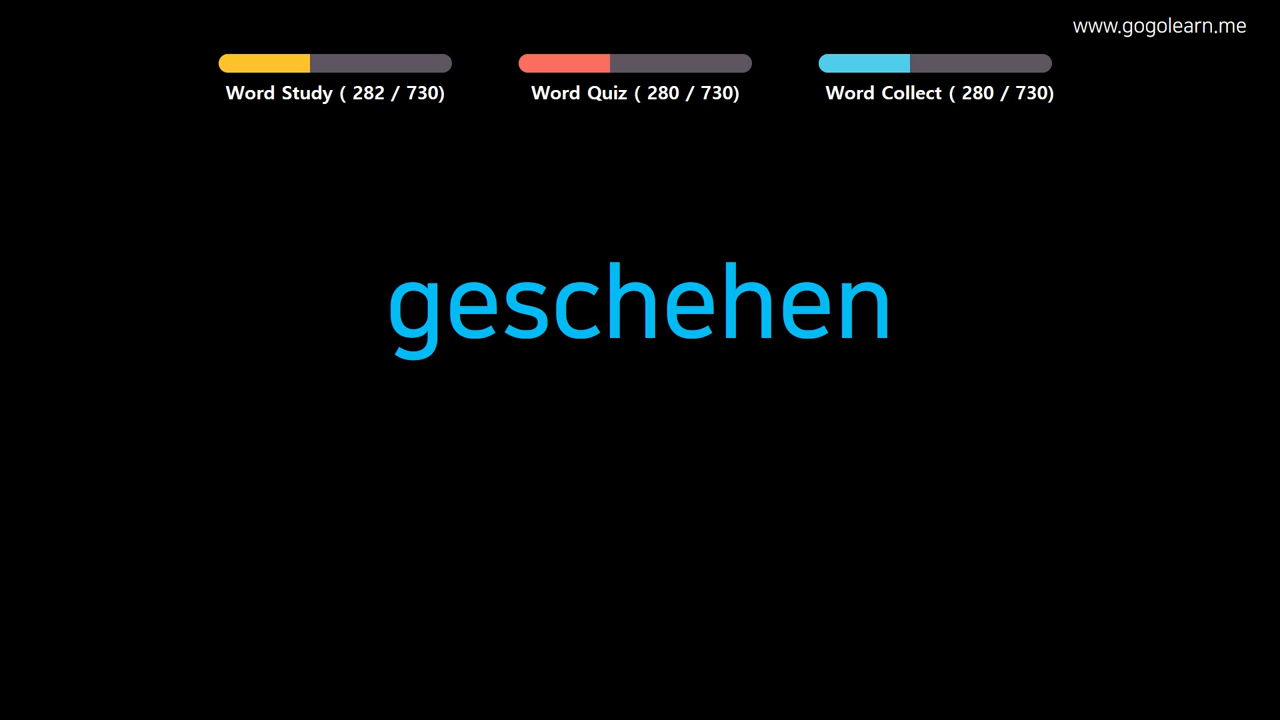 www.gogolearn.me
Word Study ( 282 / 730)
Word Quiz ( 280 / 730)
Word Collect ( 280 / 730)
geschehen